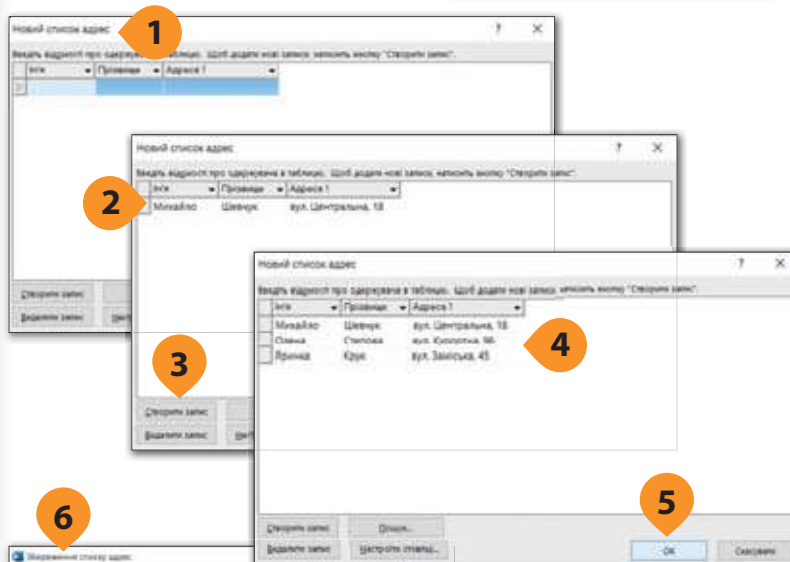 Новий список адрес
1
Введіть відомості про одержувача в таблицю. Щоб додати нові записи, натисніть кнопку "Створити запис".
Ім'я Прізвище Адреса 1
Створити запис
Видалити запис
Новий список адрес
Введіть відомості про одержувача в таблицю. Щоб додати нові записи, натисніть кнопку "Створити запис".
2
Ім'я Прізвище Адреса 1
Михайло Шевчук вул. Центральна, 18
3
Створити запис
Видалити запис
Новий список адрес
Введіть відомості про одержувача в таблицю. Щоб додати нові записи, натисніть кнопку "Створити запис".
Ім'я Прізвище Адреса 1
Михайло Шевчук вул. Центральна, 18
Олена Степова вул. Курортна, 96
Яринка Крук вул. Заміська, 45
4
5
Створити запис Пошук...
Видалити запис Настроїти стовпці... OK Скасувати
6
Збереження списку адрес